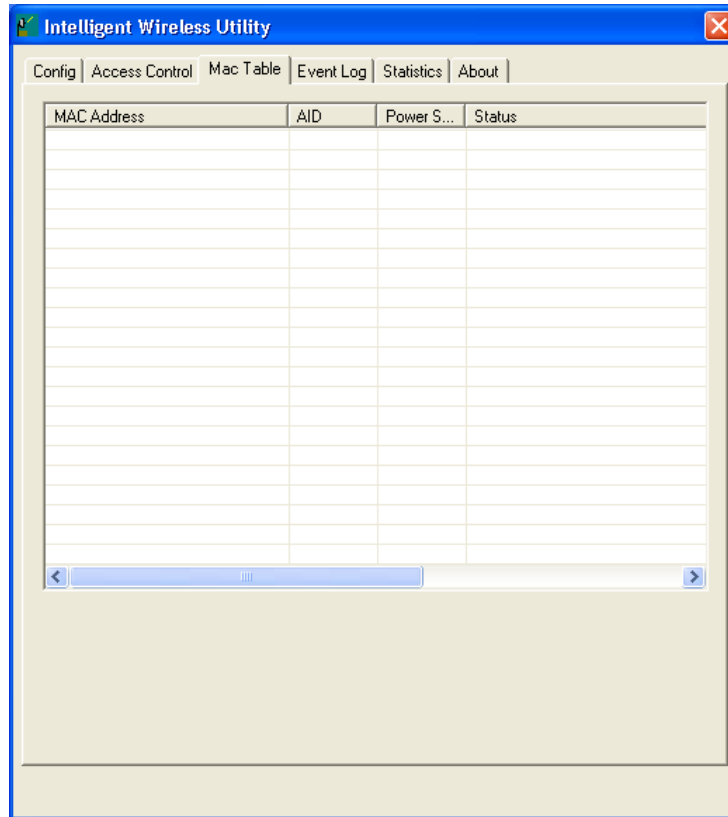 Intelligent Wireless Utility
Config Access Control Mac Table Event Log Statistics About
MAC Address AID Power S... Status